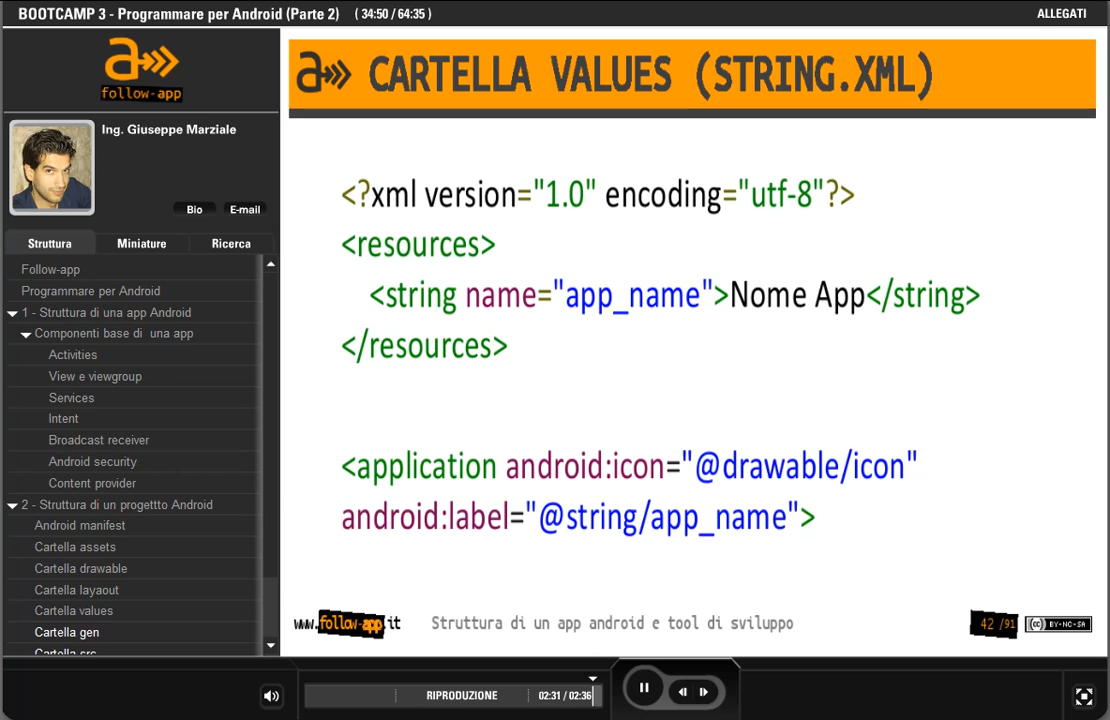 BOOTCAMP 3 - Programmare per Android (Parte 2) ( 34:50 / 64:35 )
ALLEGATI
a
follow-app
Ing. Giuseppe Marziale
Bio
E-mail
Struttura
Miniature
Ricerca
Follow-app
Programmare per Android
1 - Struttura di una app Android
Componenti base di una app
Activities
View e viewgroup
Services
Intent
Broadcast receiver
Android security
Content provider
2 - Struttura di un progettto Android
Android manifest
Cartella assets
Cartella drawable
Cartella layaout
Cartella values
Cartella gen
Cartella src
a CARTELLA VALUES (STRING.XML)
<?xml version="1.0" encoding="utf-8"?>
<resources>
<string name="app_name">Nome App</string>
</resources>
<application android:icon="@drawable/icon"
android:label="@string/app_name">
www.follow-app.it
Struttura di un app android e tool di sviluppo
42 /91
(cc) BY-NC-SA
RIPRODUZIONE
02:31 / 02:36